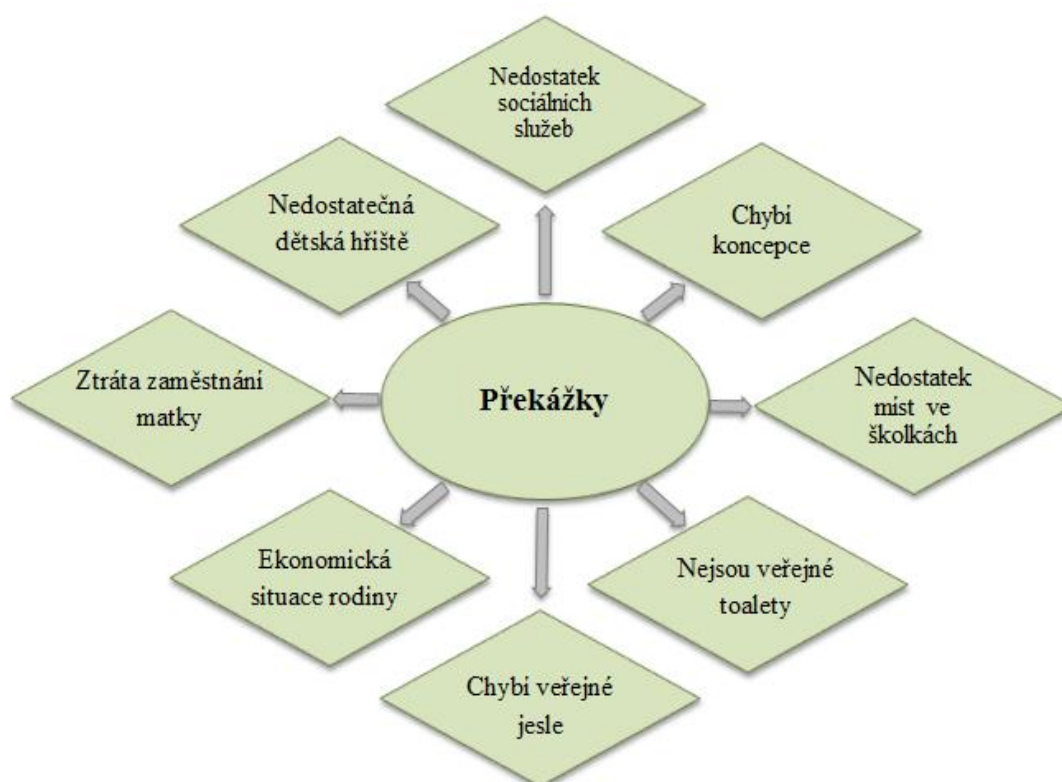 Nedostatek
sociálních
služeb
Nedostatečná
dětská hřiště
Chybí
koncepce
Ztráta zaměstnání
matky
Překážky
Nedostatek
míst ve
školkách
Ekonomická
situace rodiny
Nejsou veřejné
toalety
Chybí veřejné
jesle